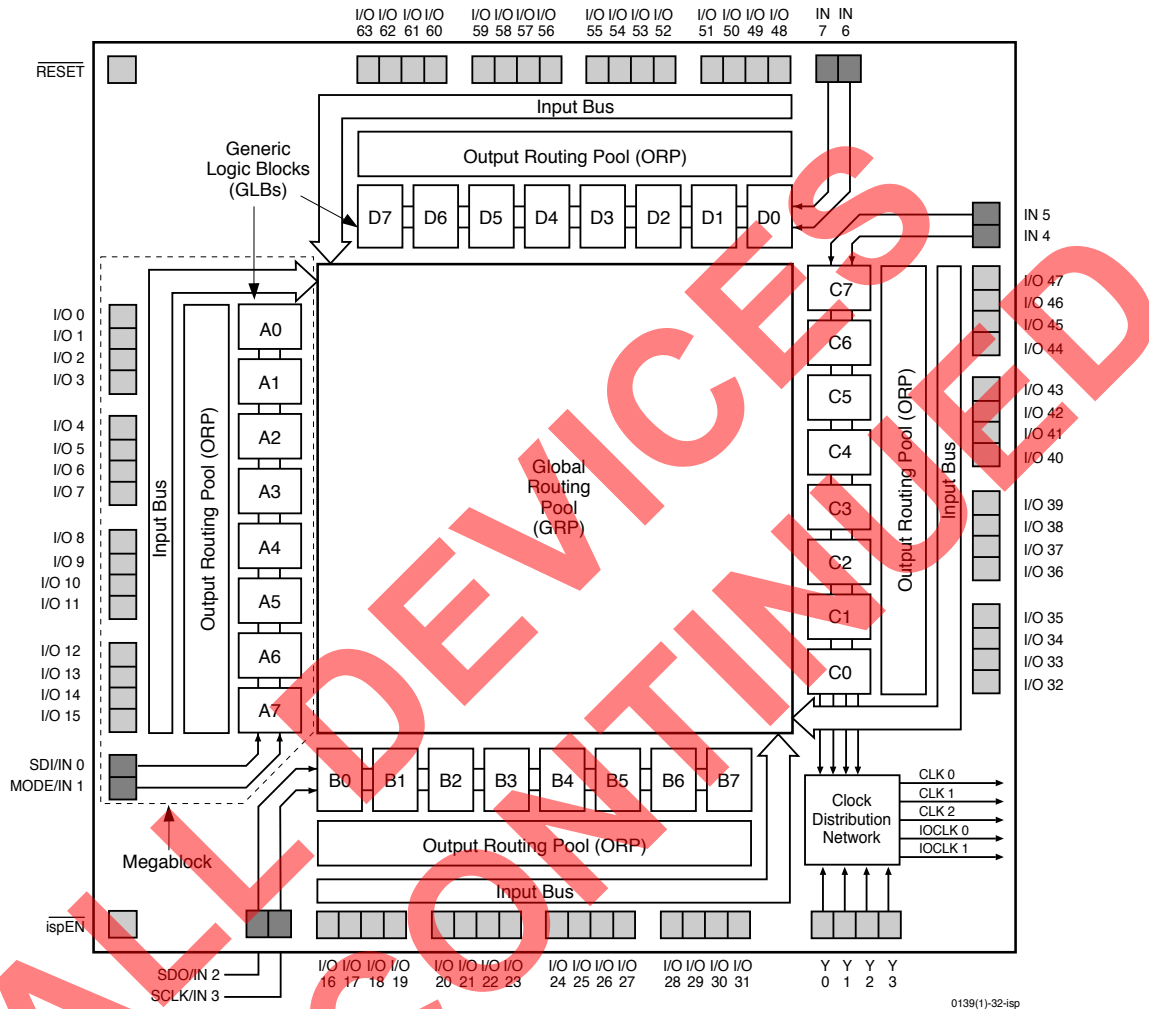 I/O I/O I/O I/O
63 62 61 60
I/O I/O I/O I/O
59 58 57 56
I/O I/O I/O I/O
55 54 53 52
I/O I/O I/O I/O
51 50 49 48
IN IN
7 6
RESET
Input Bus
Output Routing Pool (ORP)
Generic
Logic Blocks
(GLBs)
D7 D6 D5 D4 D3 D2 D1 D0
IN 5
IN 4
I/O 0
I/O 1
I/O 2
I/O 3
I/O 4
I/O 5
I/O 6
I/O 7
I/O 8
I/O 9
I/O 10
I/O 11
I/O 12
I/O 13
I/O 14
I/O 15
SDI/IN 0
MODE/IN 1
Input Bus
Output Routing Pool (ORP)
A0
A1
A2
A3
A4
A5
A6
A7
Global
Routing
Pool
(GRP)
C7
C6
C5
C4
C3
C2
C1
C0
Output Routing Pool (ORP)
Input Bus
I/O 47
I/O 46
I/O 45
I/O 44
I/O 43
I/O 42
I/O 41
I/O 40
I/O 39
I/O 38
I/O 37
I/O 36
I/O 35
I/O 34
I/O 33
I/O 32
B0 B1 B2 B3 B4 B5 B6 B7
Output Routing Pool (ORP)
Input Bus
Megablock
Clock
Distribution
Network
CLK 0
CLK 1
CLK 2
IOCLK 0
IOCLK 1
ispEN
SDO/IN 2
SCLK/IN 3
I/O I/O I/O I/O
16 17 18 19
I/O I/O I/O I/O
20 21 22 23
I/O I/O I/O I/O
24 25 26 27
I/O I/O I/O I/O
28 29 30 31
Y Y Y Y
0 1 2 3
0139(1)-32-isp
ALL DEVICES
CONTINUED